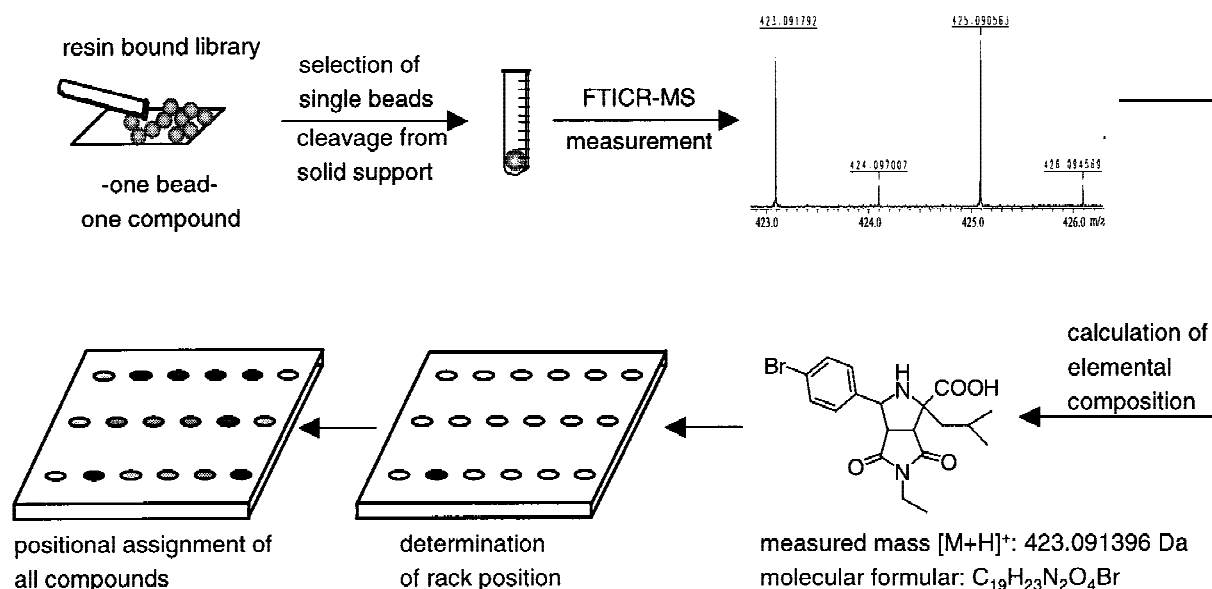 resin bound library
-one bead-
one compound
selection of
single beads
cleavage from
solid support
FTICR-MS
measurement
423.091792
425.090563
424.097007
426.094569
423.0
424.0
425.0
426.0 m/z
calculation of
elemental
composition
Br
H
N
COOH
O
O
N
measured mass [M+H]⁺: 423.091396 Da
molecular formular: C₁₉H₂₃N₂O₄Br
determination
of rack position
positional assignment of
all compounds